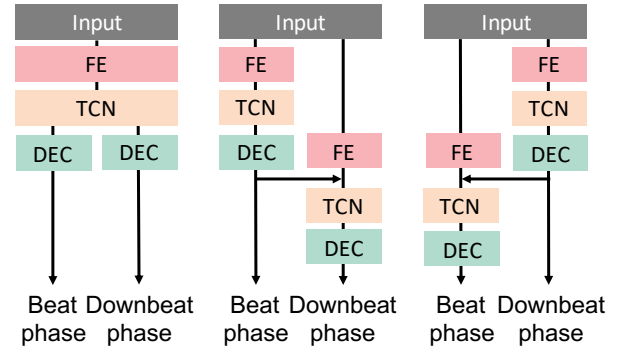 Input
FE
TCN
DEC DEC
Beat Downbeat
phase phase
Input
FE
TCN
DEC FE
TCN
DEC
Beat Downbeat
phase phase
Input
FE
TCN
FE DEC
TCN
DEC
Beat Downbeat
phase phase